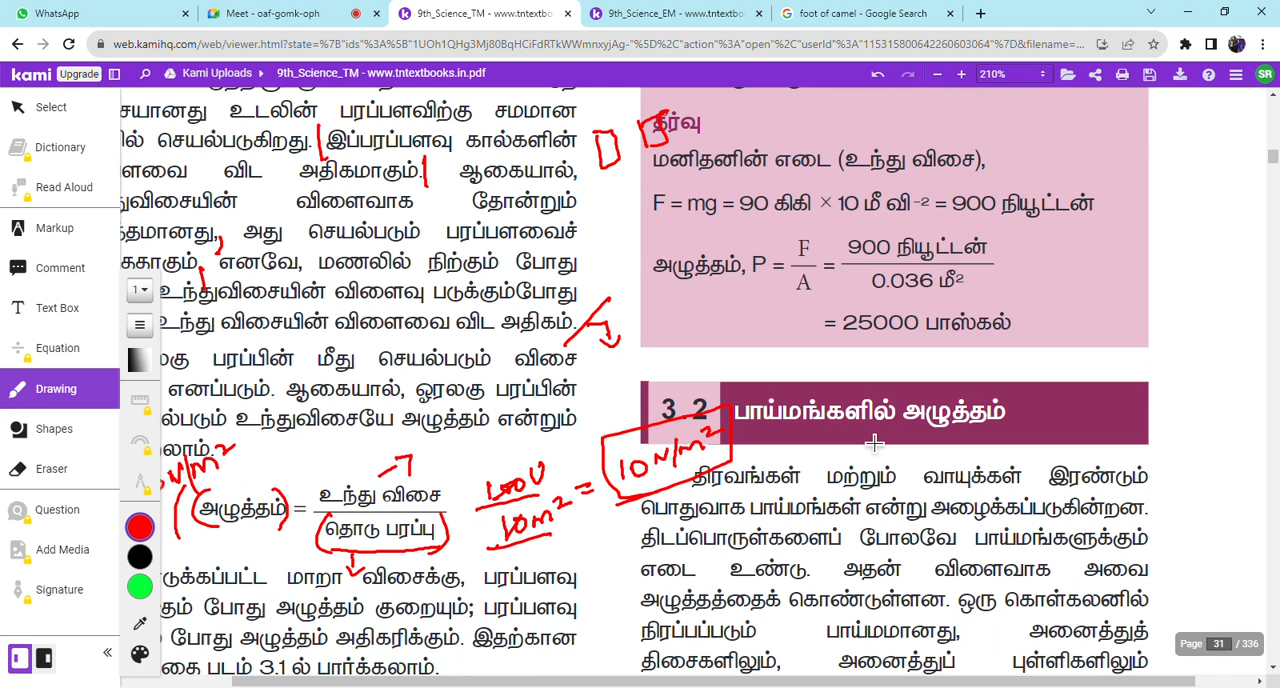 WhatsApp
Meet - oaf-gomk-oph
9th_Science_TM - www.tntextboo
9th_Science_EM - www.tntextboo
foot of camel - Google Search
web.kamihq.com/web/viewer.html?state=%7B"ids"%3A%5B"1UOh1QHg3Mj80BqHCiFdRTkWWmnxyjAg-"%5D%2C"action"%3A"open"%2C"userId"%3A"115315800642260603064"%7D&filename=...
kami
Upgrade
Kami Uploads
9th_Science_TM - www.tntextbooks.in.pdf
210%
SR
Select
Dictionary
Read Aloud
Markup
Comment
Text Box
Equation
Drawing
Shapes
Eraser
Question
Add Media
Signature
1
சையானது உடலின் பரப்பளவிற்கு சமமான
ில் செயல்படுகிறது. இப்பரப்பளவு கால்களின்
ளவை விட அதிகமாகும். ஆகையால்,
துவிசையின் விளைவாக தோன்றும்
த்தமானது, அது செயல்படும் பரப்பளவைச்
ததாகும். எனவே, மணலில் நிற்கும் போது
உந்துவிசையின் விளைவு படுக்கும்போது
உந்து விசையின் விளைவை விட அதிகம்.
லகு பரப்பின் மீது செயல்படும் விசை
எனப்படும். ஆகையால், ஓரலகு பரப்பின்
ல்படும் உந்துவிசையே அழுத்தம் என்றும்
லாம்.
N/m²
அழுத்தம் = உந்து விசை
தொடு பரப்பு
10m² = 10 N/m²
டுக்கப்பட்ட மாறா விசைக்கு, பரப்பளவு
கும் போது அழுத்தம் குறையும்; பரப்பளவு
போது அழுத்தம் அதிகரிக்கும். இதற்கான
தை படம் 3.1 ல் பார்க்கலாம்.
தீர்வு
மனிதனின் எடை (உந்து விசை),
F = mg = 90 கிகி × 10 மீ வி⁻² = 900 நியூட்டன்
அழுத்தம், P = F/A = 900 நியூட்டன்
0.036 மீ²
= 25000 பாஸ்கல்
3.2 பாய்மங்களில் அழுத்தம்
திரவங்கள் மற்றும் வாயுக்கள் இரண்டும்
பொதுவாக பாய்மங்கள் என்று அழைக்கப்படுகின்றன.
திடப்பொருள்களைப் போலவே பாய்மங்களுக்கும்
எடை உண்டு. அதன் விளைவாக அவை
அழுத்தத்தைக் கொண்டுள்ளன. ஒரு கொள்கலனில்
நிரப்பப்படும் பாய்மமானது, அனைத்துத்
திசைகளிலும், அனைத்துப் புள்ளிகளிலும்
Page 31 / 336